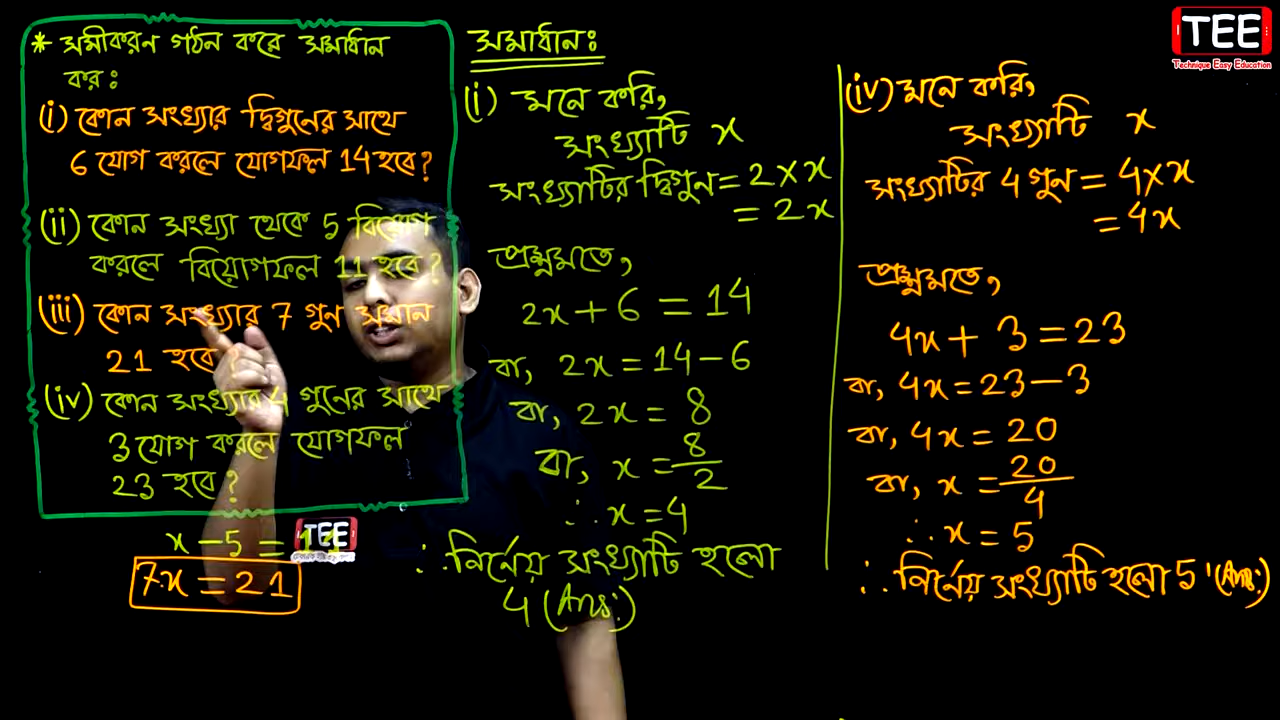 * সমীকরণ গঠন করে সমাধান
কর:
(i) কোন সংখ্যার দ্বিগুনের সাথে
6 যোগ করলে যোগফল 14 হবে?
(ii) কোন সংখ্যা থেকে 5 বিয়োগ
করলে বিয়োগফল 11 হবে?
(iii) কোন সংখ্যার 7 গুন সমান
21 হবে?
(iv) কোন সংখ্যার 4 গুনের সাথে
3 যোগ করলে যোগফল
23 হবে?
x - 5 = 11
7x = 21
TEE
সমাধান:
(i) মনে করি,
সংখ্যাটি x
সংখ্যাটির দ্বিগুন = 2 × x
= 2x
প্রশ্নমতে,
2x + 6 = 14
বা, 2x = 14 - 6
বা, 2x = 8
বা, x = 8/2
∴ x = 4
∴ নির্নেয় সংখ্যাটি হলো
4 (Ans:)
(iv) মনে করি,
সংখ্যাটি x
সংখ্যাটির 4 গুন = 4 × x
= 4x
প্রশ্নমতে,
4x + 3 = 23
বা, 4x = 23 - 3
বা, 4x = 20
বা, x = 20/4
∴ x = 5
∴ নির্নেয় সংখ্যাটি হলো 5 (Ans:)
TEE
Technique Easy Education